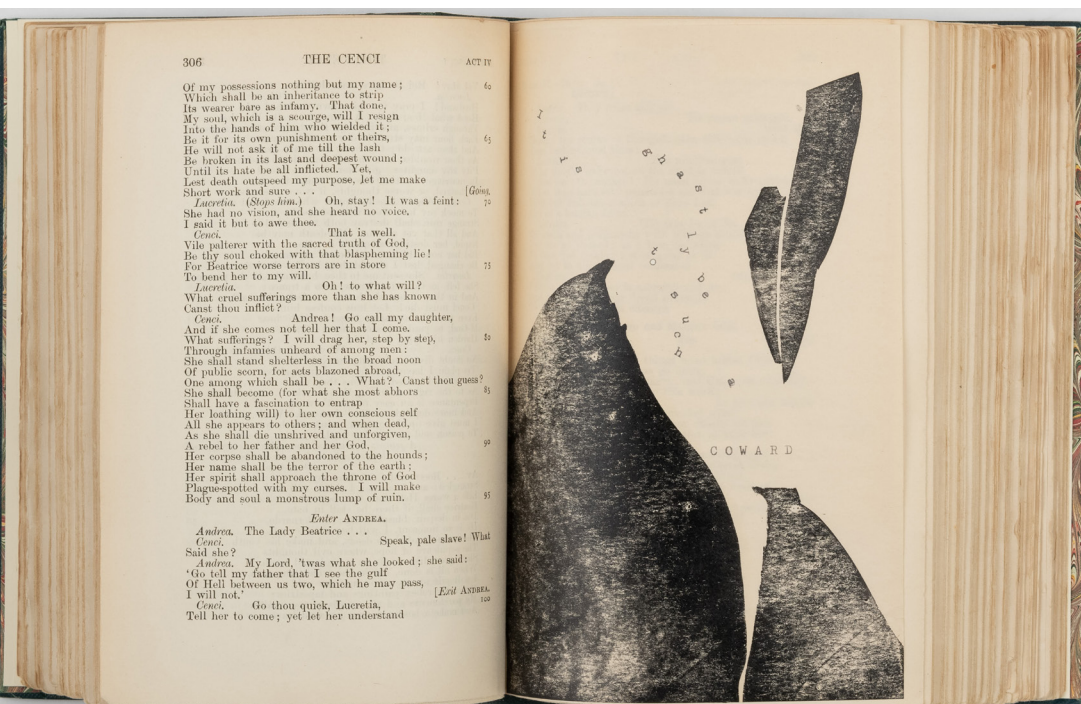 306 THE CENCI ACT IV
Of my possessions nothing but my name; 60
Which shall be an inheritance to strip
Its wearer bare as infamy. That done,
My soul, which is a scourge, will I resign
Into the hands of him who wielded it;
Be it for its own punishment or theirs, 65
He will not ask it of me till the lash
Be broken in its last and deepest wound;
Until its hate be all inflicted. Yet,
Lest death outspeed my purpose, let me make
Short work and sure . . . [Going.
Lucretia. (Stops him.) Oh, stay! It was a feint: 70
She had no vision, and she heard no voice.
I said it but to awe thee.
Cenci. That is well.
Vile palterer with the sacred truth of God,
Be thy soul choked with that blaspheming lie!
For Beatrice worse terrors are in store 75
To bend her to my will.
Lucretia. Oh! to what will?
What cruel sufferings more than she has known
Canst thou inflict?
Cenci. Andrea! Go call my daughter,
And if she comes not tell her that I come.
What sufferings? I will drag her, step by step, 80
Through infamies unheard of among men:
She shall stand shelterless in the broad noon
Of public scorn, for acts blazoned abroad,
One among which shall be . . . What? Canst thou guess?
She shall become (for what she most abhors 85
Shall have a fascination to entrap
Her loathing will) to her own conscious self
All she appears to others; and when dead,
As she shall die unshrived and unforgiven,
A rebel to her father and her God, 90
Her corpse shall be abandoned to the hounds;
Her name shall be the terror of the earth;
Her spirit shall approach the throne of God
Plague-spotted with my curses. I will make
Body and soul a monstrous lump of ruin. 95
Enter ANDREA.
Andrea. The Lady Beatrice . . .
Cenci. Speak, pale slave! What
Said she?
Andrea. My Lord, 'twas what she looked; she said:
'Go tell my father that I see the gulf
Of Hell between us two, which he may pass,
I will not.' [Exit ANDREA. 100
Cenci. Go thou quick, Lucretia,
Tell her to come; yet let her understand
It is
ghastly
to
be
such
a
COWARD